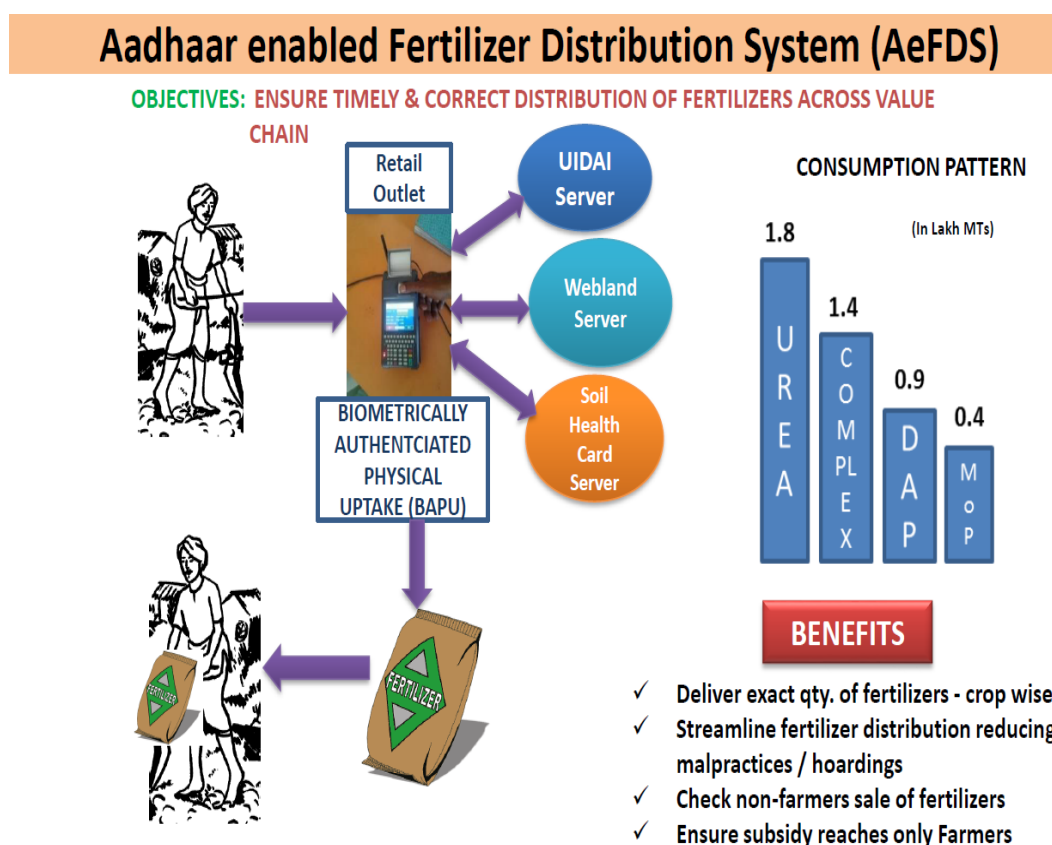 Aadhaar enabled Fertilizer Distribution System (AeFDS)
OBJECTIVES: ENSURE TIMELY & CORRECT DISTRIBUTION OF FERTILIZERS ACROSS VALUE
CHAIN
Retail
Outlet
UIDAI
Server
Webland
Server
Soil
Health
Card
Server
BIOMETRICALLY
AUTHENTCIATED
PHYSICAL
UPTAKE (BAPU)
FERTILIZER
FERTILIZER
CONSUMPTION PATTERN
(In Lakh MTs)
1.8
1.4
0.9
0.4
UREA
COMPLEX
DAP
MoP
BENEFITS
✓ Deliver exact qty. of fertilizers - crop wise
✓ Streamline fertilizer distribution reducing
malpractices / hoardings
✓ Check non-farmers sale of fertilizers
✓ Ensure subsidy reaches only Farmers